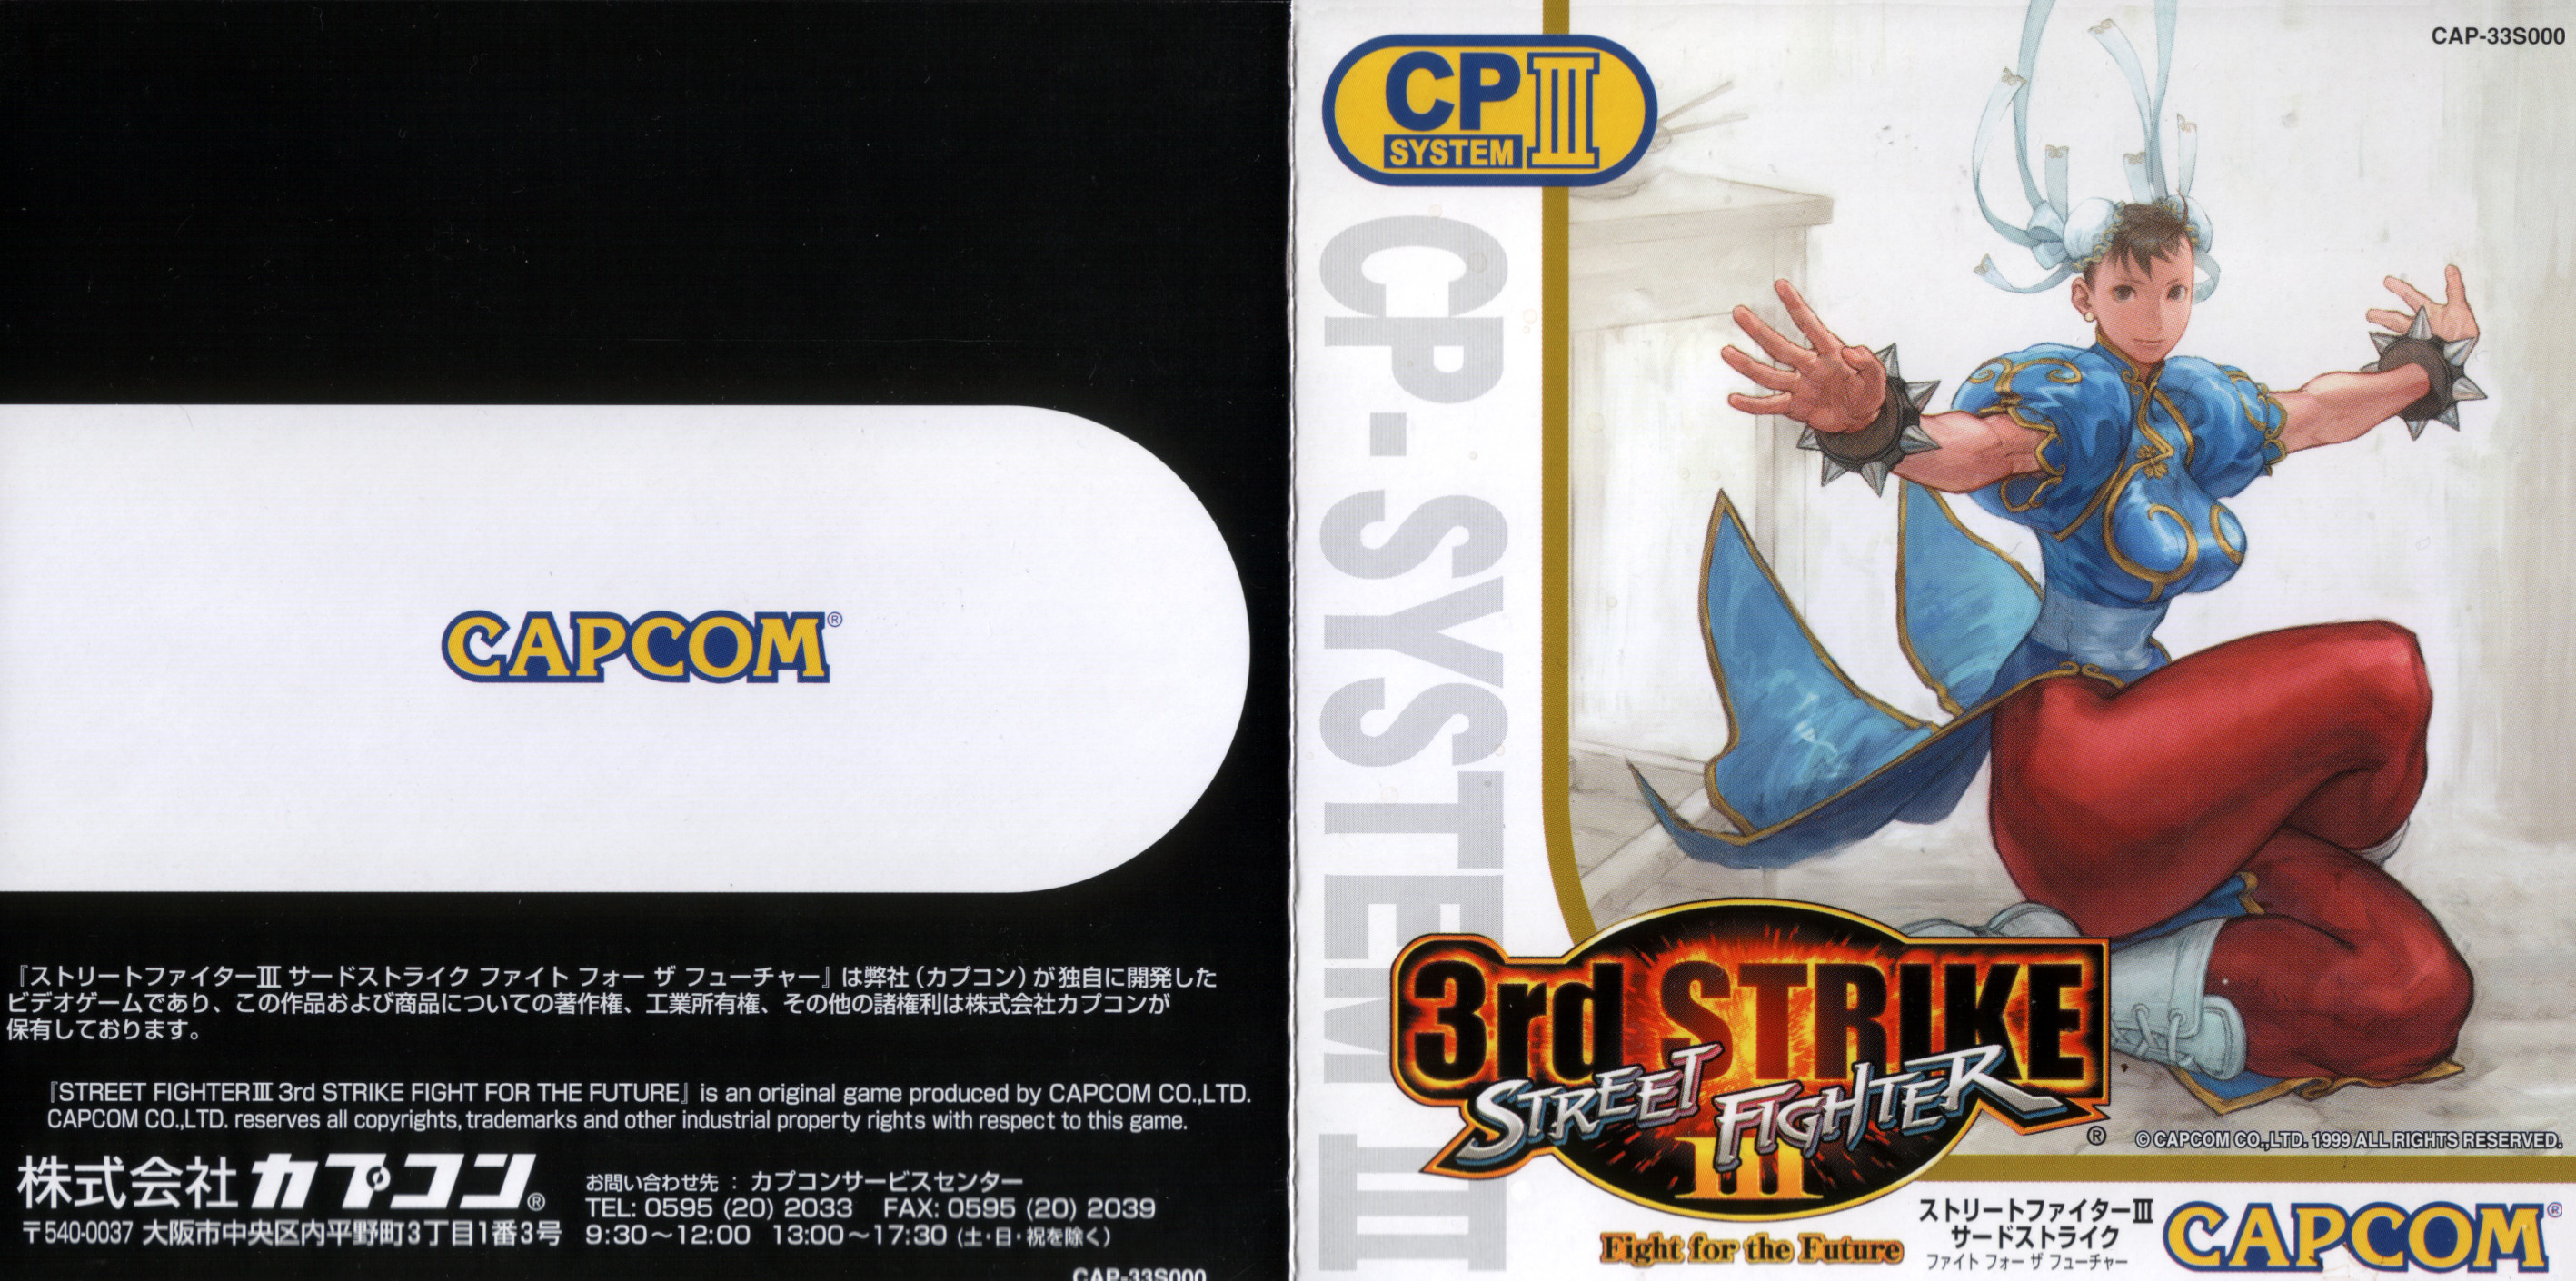 CAPCOM®
『ストリートファイターⅢ サードストライク ファイト フォー ザ フューチャー』は弊社（カプコン）が独自に開発した
ビデオゲームであり、この作品および商品についての著作権、工業所有権、その他の諸権利は株式会社カプコンが
保有しております。
『STREET FIGHTERⅢ 3rd STRIKE FIGHT FOR THE FUTURE』is an original game produced by CAPCOM CO.,LTD.
CAPCOM CO.,LTD. reserves all copyrights, trademarks and other industrial property rights with respect to this game.
株式会社カプコン®
〒540-0037 大阪市中央区内平野町3丁目1番3号
お問い合わせ先：カプコンサービスセンター
TEL: 0595 (20) 2033 FAX: 0595 (20) 2039
9:30～12:00 13:00～17:30（土・日・祝を除く）
CAP-33S000
CAP-33S000
CP SYSTEM Ⅲ
CP-SYSTEM Ⅲ
3rd STRIKE
STREET FIGHTER
Ⅲ ®
Fight for the Future
© CAPCOM CO.,LTD. 1999 ALL RIGHTS RESERVED.
ストリートファイターⅢ
サードストライク
ファイト フォー ザ フューチャー
CAPCOM®